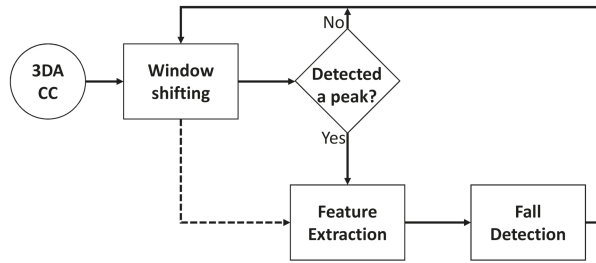 No
3DA
CC
Window
shifting
Detected
a peak?
Yes
Feature
Extraction
Fall
Detection